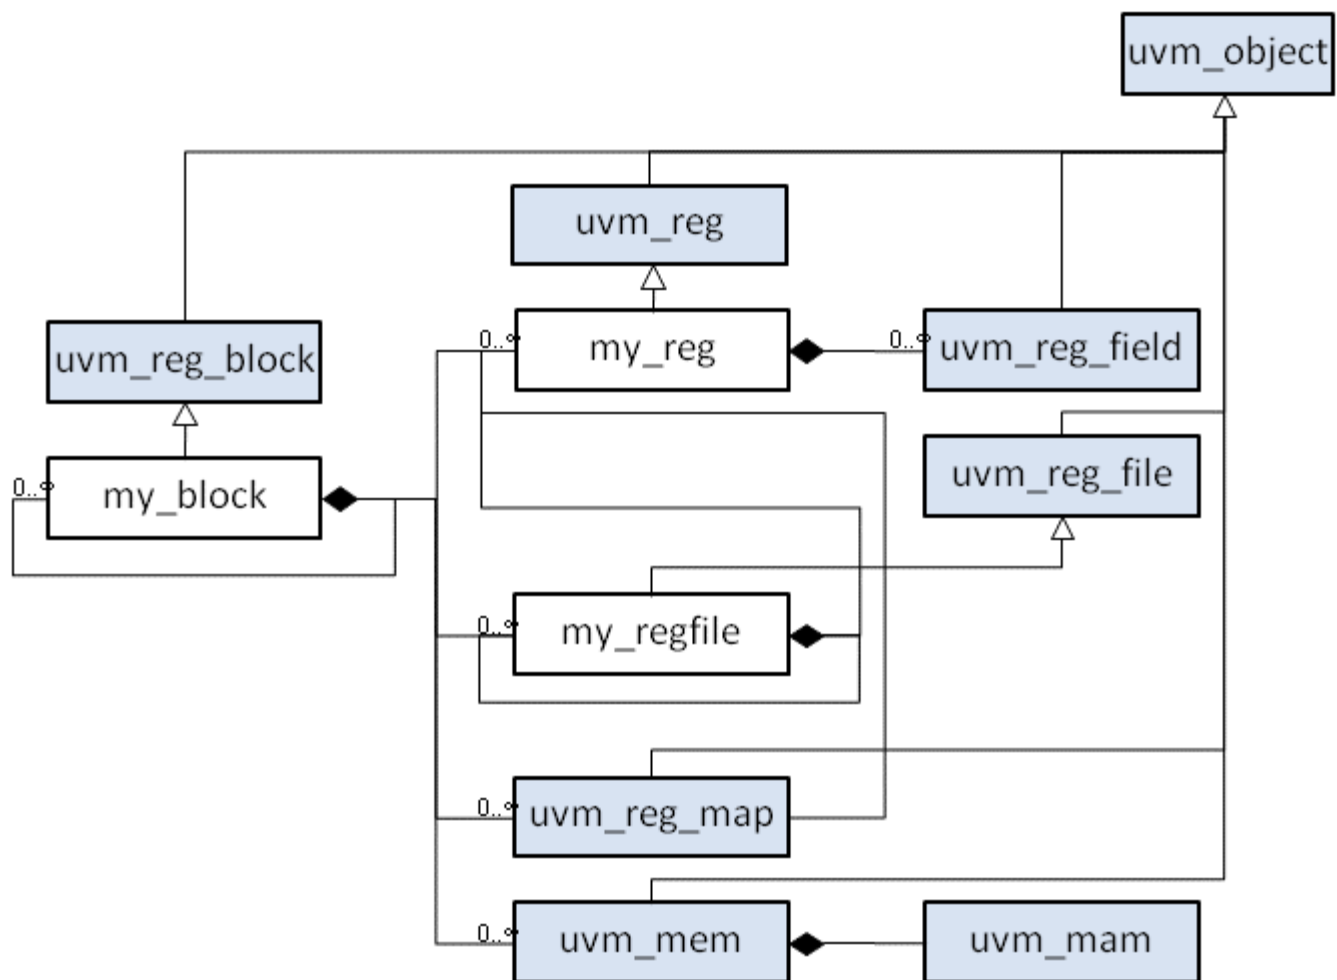 uvm_object
uvm_reg
0..∞
my_reg
0..∞
uvm_reg_field
uvm_reg_block
uvm_reg_file
0..∞
my_block
0..∞
my_regfile
0..∞
uvm_reg_map
0..∞
uvm_mem
uvm_mam